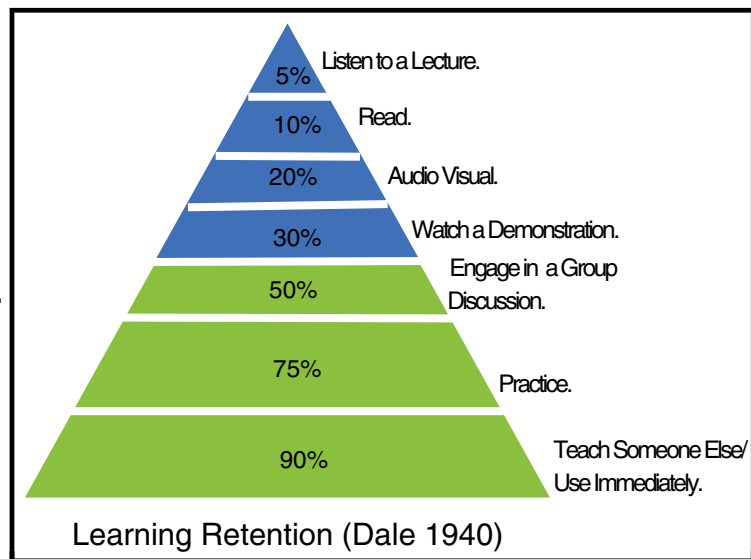 Listen to a Lecture.
5%
Read.
10%
Audio Visual.
20%
Watch a Demonstration.
30%
Engage in a Group
Discussion.
50%
75%
Practice.
90%
Teach Someone Else/
Use Immediately.
Learning Retention (Dale 1940)